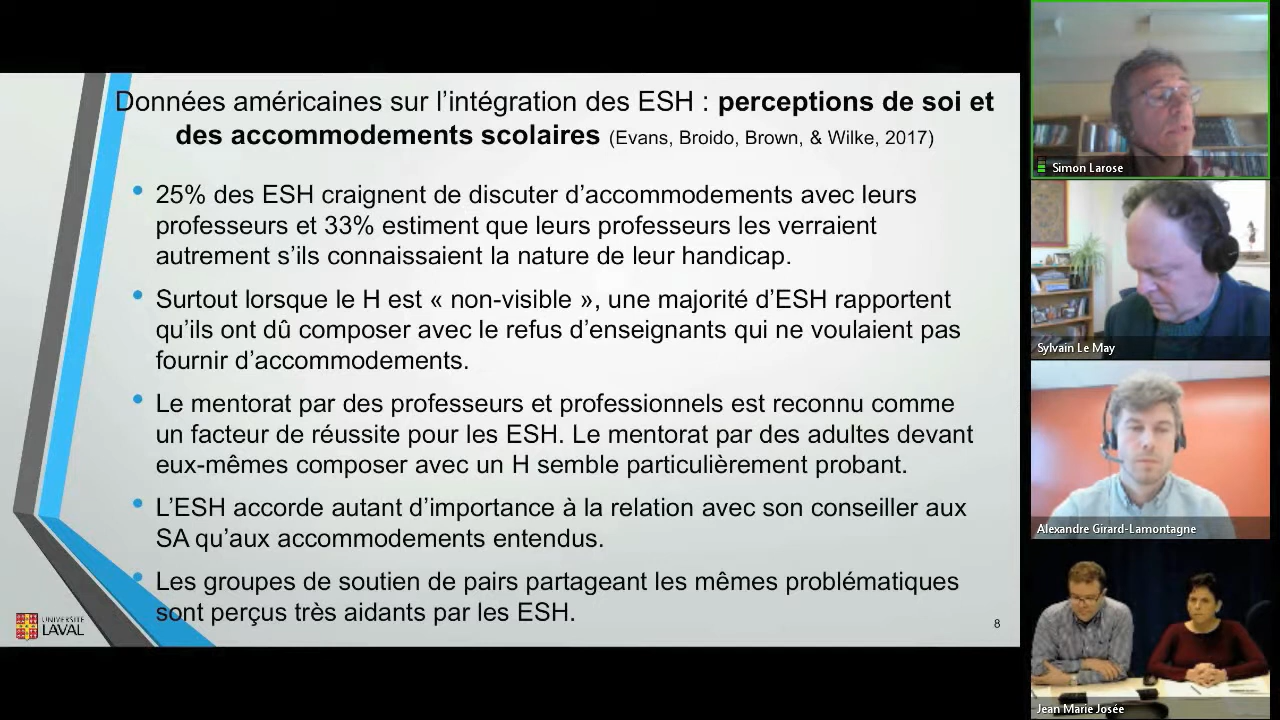 Données américaines sur l’intégration des ESH : perceptions de soi et
des accommodements scolaires (Evans, Broido, Brown, & Wilke, 2017)
25% des ESH craignent de discuter d’accommodements avec leurs
professeurs et 33% estiment que leurs professeurs les verraient
autrement s’ils connaissaient la nature de leur handicap.
Surtout lorsque le H est « non-visible », une majorité d’ESH rapportent
qu’ils ont dû composer avec le refus d’enseignants qui ne voulaient pas
fournir d’accommodements.
Le mentorat par des professeurs et professionnels est reconnu comme
un facteur de réussite pour les ESH. Le mentorat par des adultes devant
eux-mêmes composer avec un H semble particulièrement probant.
L’ESH accorde autant d’importance à la relation avec son conseiller aux
SA qu’aux accommodements entendus.
Les groupes de soutien de pairs partageant les mêmes problématiques
sont perçus très aidants par les ESH.
UNIVERSITÉ
LAVAL
8
Simon Larose
Sylvain Le May
Alexandre Girard-Lamontagne
Jean Marie Josée